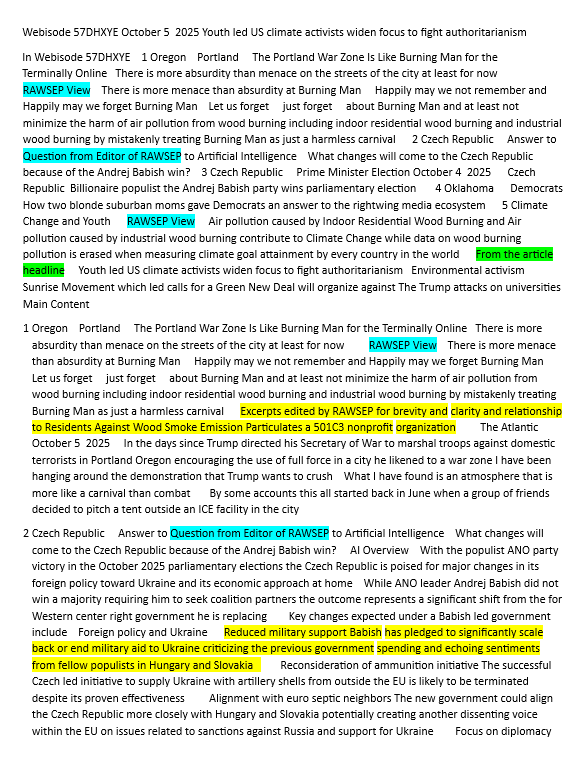 Webisode 57DHXYE October 5  2025 Youth led US climate activists widen focus to fight authoritarianism
In Webisode 57DHXYE    1 Oregon    Portland     The Portland War Zone Is Like Burning Man for the
Terminally Online   There is more absurdity than menace on the streets of the city at least for now
RAWSEP View    There is more menace than absurdity at Burning Man     Happily may we not remember and
Happily may we forget Burning Man    Let us forget     just forget     about Burning Man and at least not
minimize the harm of air pollution from wood burning including indoor residential wood burning and industrial
wood burning by mistakenly treating Burning Man as just a harmless carnival      2 Czech Republic     Answer to
Question from Editor of RAWSEP to Artificial Intelligence    What changes will come to the Czech Republic
because of the Andrej Babish win?    3 Czech Republic     Prime Minister Election October 4  2025      Czech
Republic  Billionaire populist the Andrej Babish party wins parliamentary election      4 Oklahoma     Democrats
How two blonde suburban moms gave Democrats an answer to the rightwing media ecosystem     5 Climate
Change and Youth     RAWSEP View     Air pollution caused by Indoor Residential Wood Burning and Air
pollution caused by industrial wood burning contribute to Climate Change while data on wood burning
pollution is erased when measuring climate goal attainment by every country in the world     From the article
headline     Youth led US climate activists widen focus to fight authoritarianism   Environmental activism
Sunrise Movement which led calls for a Green New Deal will organize against The Trump attacks on universities
Main Content
1 Oregon    Portland     The Portland War Zone Is Like Burning Man for the Terminally Online   There is more
absurdity than menace on the streets of the city at least for now        RAWSEP View    There is more menace
than absurdity at Burning Man     Happily may we not remember and Happily may we forget Burning Man
Let us forget     just forget     about Burning Man and at least not minimize the harm of air pollution from
wood burning including indoor residential wood burning and industrial wood burning by mistakenly treating
Burning Man as just a harmless carnival     Excerpts edited by RAWSEP for brevity and clarity and relationship
to Residents Against Wood Smoke Emission Particulates a 501C3 nonprofit organization       The Atlantic
October 5  2025     In the days since Trump directed his Secretary of War to marshal troops against domestic
terrorists in Portland Oregon encouraging the use of full force in a city he likened to a war zone I have been
hanging around the demonstration that Trump wants to crush    What I have found is an atmosphere that is
more like a carnival than combat      By some accounts this all started back in June when a group of friends
decided to pitch a tent outside an ICE facility in the city
2 Czech Republic     Answer to Question from Editor of RAWSEP to Artificial Intelligence    What changes will
come to the Czech Republic because of the Andrej Babish win?    AI Overview    With the populist ANO party
victory in the October 2025 parliamentary elections the Czech Republic is poised for major changes in its
foreign policy toward Ukraine and its economic approach at home    While ANO leader Andrej Babish did not
win a majority requiring him to seek coalition partners the outcome represents a significant shift from the for
Western center right government he is replacing       Key changes expected under a Babish led government
include    Foreign policy and Ukraine     Reduced military support Babish has pledged to significantly scale
back or end military aid to Ukraine criticizing the previous government spending and echoing sentiments
from fellow populists in Hungary and Slovakia       Reconsideration of ammunition initiative The successful
Czech led initiative to supply Ukraine with artillery shells from outside the EU is likely to be terminated
despite its proven effectiveness       Alignment with euro septic neighbors The new government could align
the Czech Republic more closely with Hungary and Slovakia potentially creating another dissenting voice
within the EU on issues related to sanctions against Russia and support for Ukraine      Focus on diplomacy